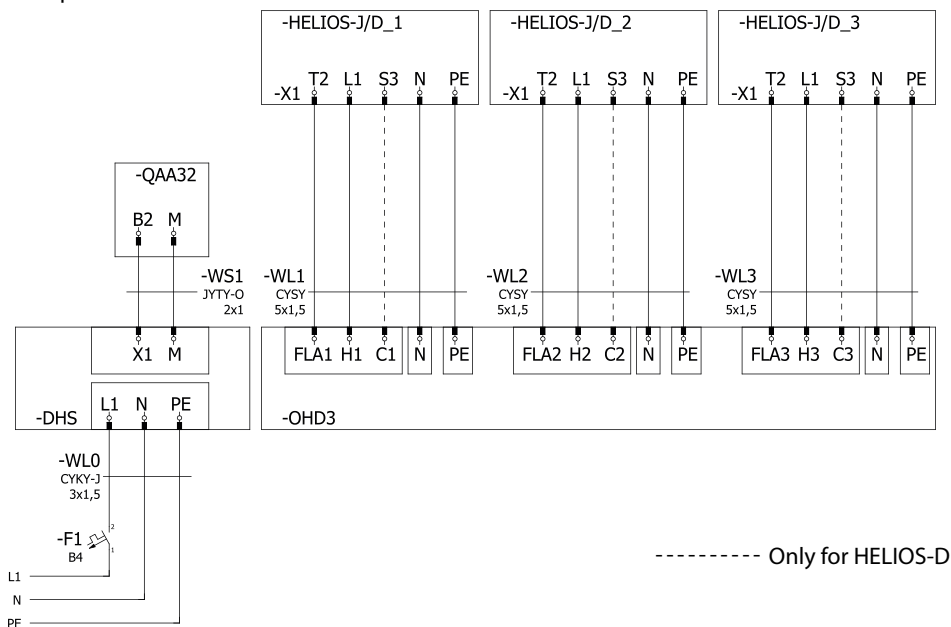 -HELIOS-J/D_1 -HELIOS-J/D_2 -HELIOS-J/D_3
T2 L1 S3 N PE T2 L1 S3 N PE T2 L1 S3 N PE
-X1 -X1 -X1
-QAA32
B2 M
-WS1 -WL1 -WL2 -WL3
JYTY-O CYSY CYSY CYSY
2x1 5x1,5 5x1,5 5x1,5
X1 M FLA1 H1 C1 N PE FLA2 H2 C2 N PE FLA3 H3 C3 N PE
L1 N PE
-DHS -OHD3
-WL0
CYKY-J
3x1,5
2
-F1
B4
1
Only for HELIOS-D
L1
N
PE